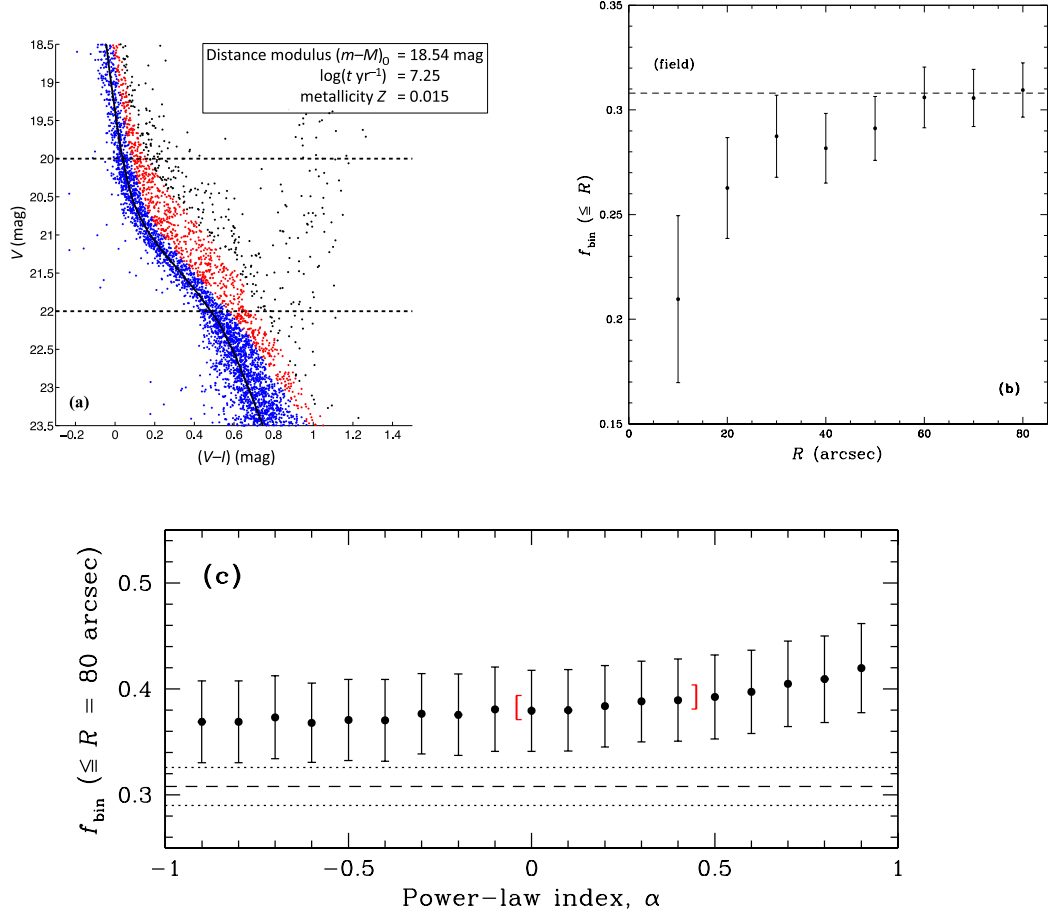 Distance modulus (m–M)₀ = 18.54 mag
log(t yr⁻¹) = 7.25
metallicity Z = 0.015
18.5
19
19.5
20
20.5
21
21.5
22
22.5
23
23.5
V (mag)
(a)
−0.2 0 0.2 0.4 0.6 0.8 1.0 1.2 1.4
(V–I) (mag)
0.35
0.3
0.25
0.2
0.15
f bin (≦ R)
(field)
(b)
0 20 40 60 80
R (arcsec)
(c)
0.5
0.4
0.3
f bin (≦ R = 80 arcsec)
−1 −0.5 0 0.5 1
Power−law index, α